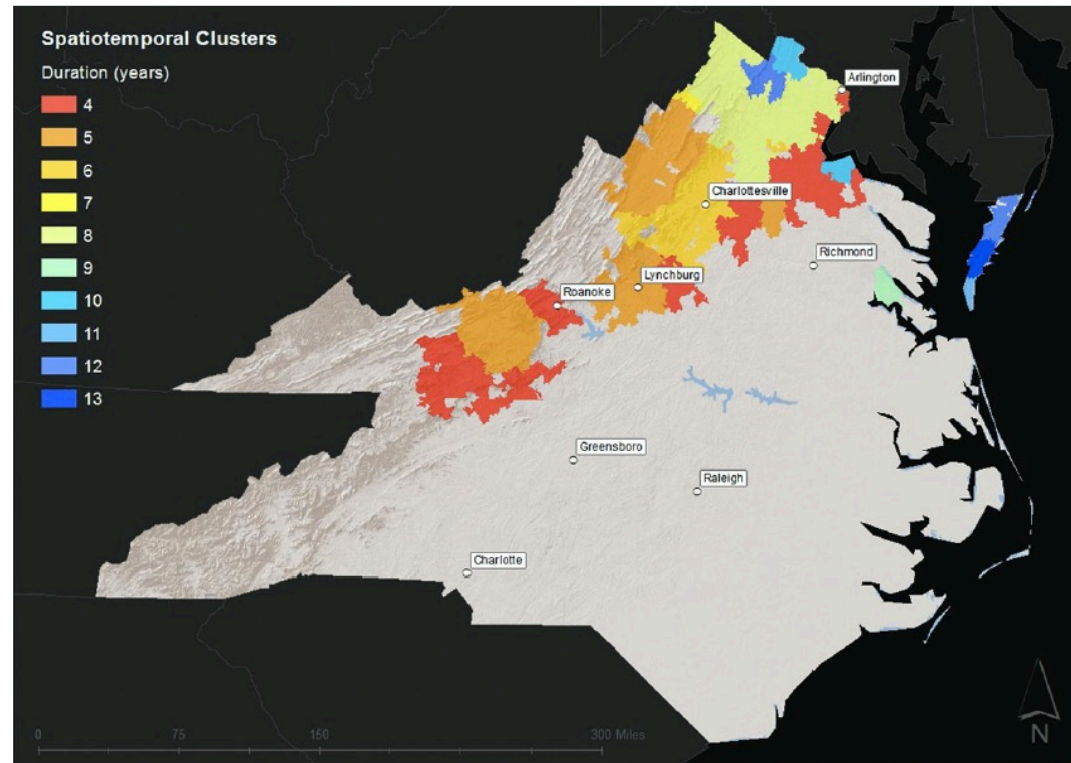 Spatiotemporal Clusters
Duration (years)
4
5
6
7
8
9
10
11
12
13
Arlington
Charlottesville
Richmond
Lynchburg
Roanoke
Greensboro
Raleigh
Charlotte
0 75 150 300 Miles
N